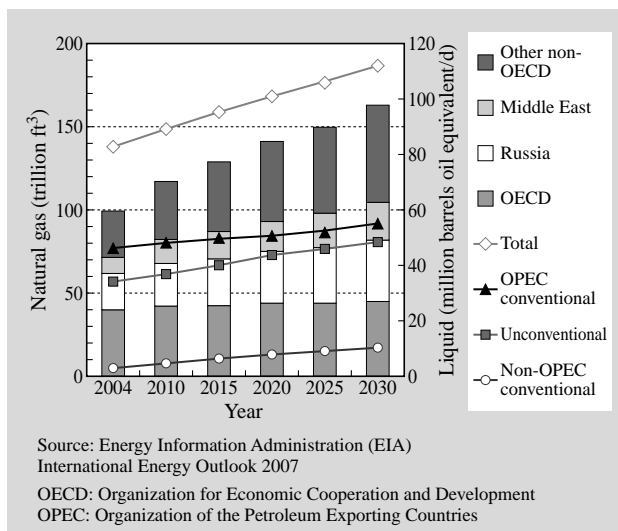 200
150
100
50
0
Natural gas (trillion ft³)
120
100
80
60
40
20
0
Liquid (million barrels oil equivalent/d)
2004 2010 2015 2020 2025 2030
Year
Other non-
OECD
Middle East
Russia
OECD
Total
OPEC
conventional
Unconventional
Non-OPEC
conventional
Source: Energy Information Administration (EIA)
International Energy Outlook 2007
OECD: Organization for Economic Cooperation and Development
OPEC: Organization of the Petroleum Exporting Countries